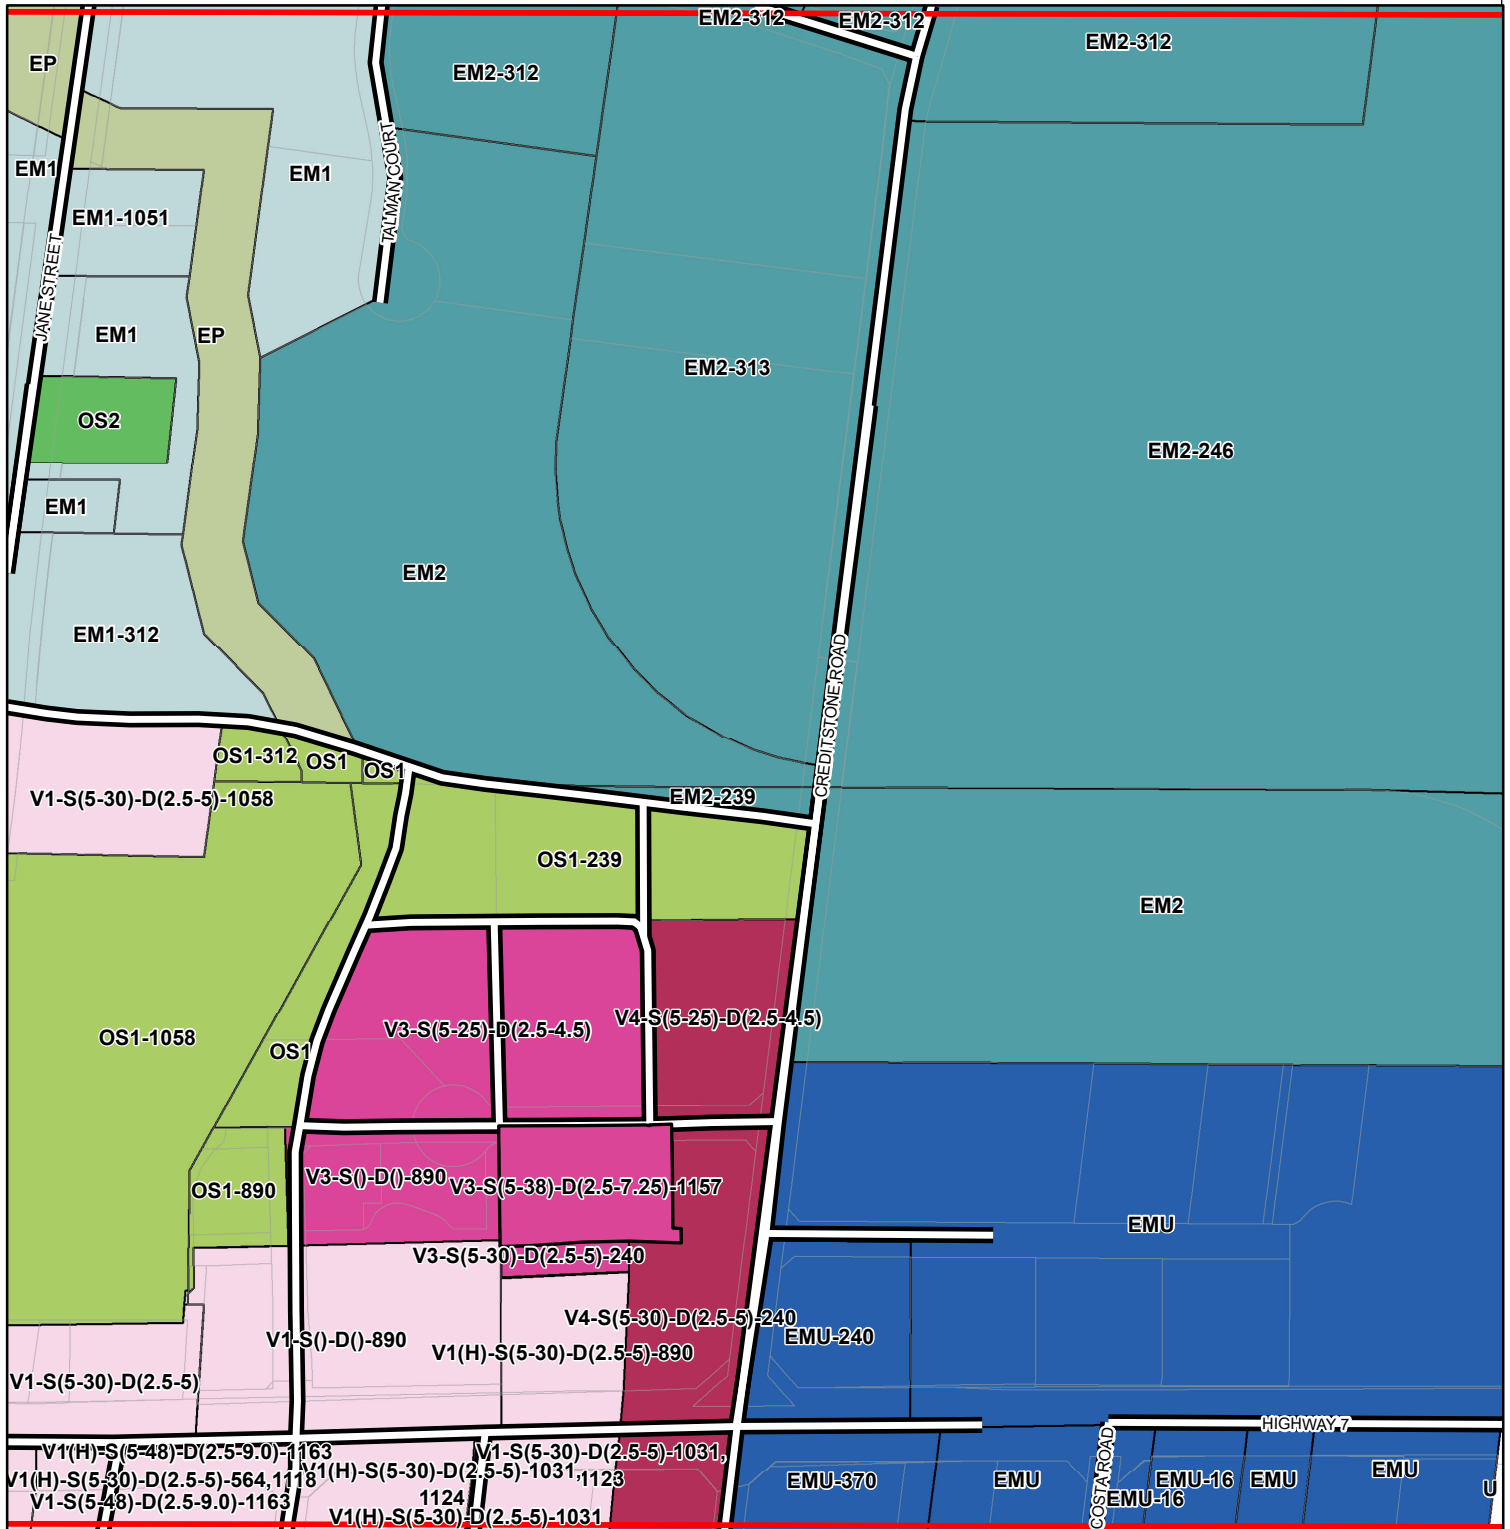 EM2-312
EM2-312
EM2-312
EP
EM2-312
EM1
EM1
TALMAN COURT
EM1-1051
JANE STREET
EM1
EP
EM2-313
OS2
EM2-246
EM1
EM2
EM1-312
CREDITSTONE ROAD
OS1-312
OS1
OS1
V1-S(5-30)-D(2.5-5)-1058
EM2-239
OS1-239
EM2
V3-S(5-25)-D(2.5-4.5)
V4-S(5-25)-D(2.5-4.5)
OS1-1058
OS1
V3-S()-D()-890
V3-S(5-38)-D(2.5-7.25)-1157
OS1-890
EMU
V3-S(5-30)-D(2.5-5)-240
V4-S(5-30)-D(2.5-5)-240
V1-S()-D()-890
EMU-240
V1(H)-S(5-30)-D(2.5-5)-890
V1-S(5-30)-D(2.5-5)
HIGHWAY 7
V1(H)-S(5-48)-D(2.5-9.0)-1163
V1-S(5-30)-D(2.5-5)-1031,
1123
V1(H)-S(5-30)-D(2.5-5)-564,1118
V1(H)-S(5-30)-D(2.5-5)-1031,
1124
EMU-370
EMU
COSTA ROAD
EMU-16
EMU
EMU
U
V1-S(5-48)-D(2.5-9.0)-1163
EMU-16
V1(H)-S(5-30)-D(2.5-5)-1031